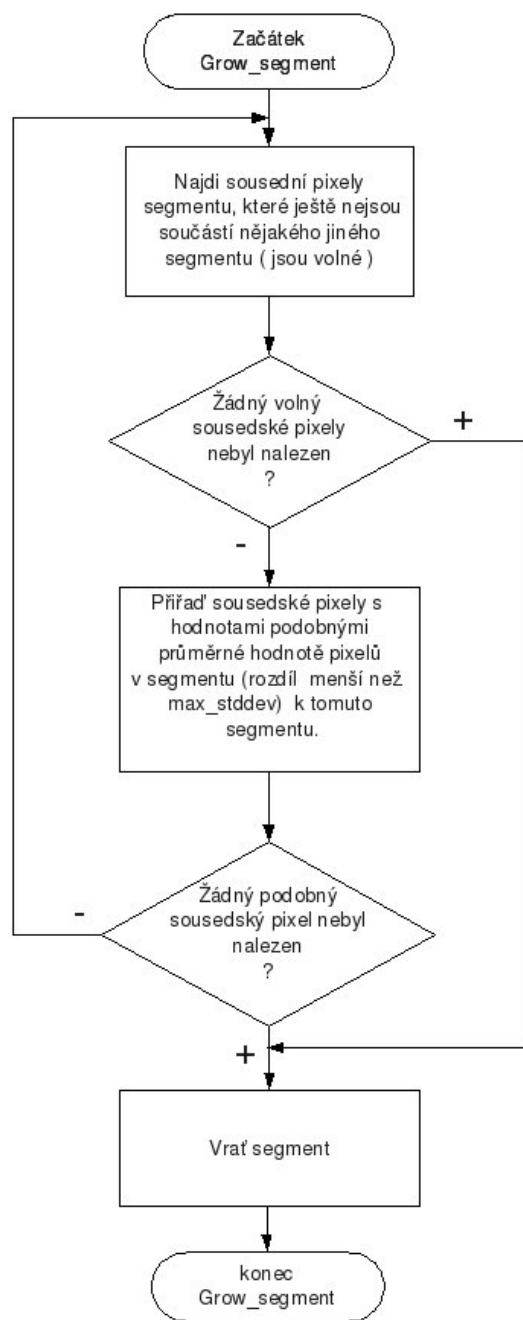 Začátek
Grow_segment
Najdi sousední pixely
segmentu, které ještě nejsou
součástí nějakého jiného
segmentu ( jsou volné )
Žádný volný
sousedské pixely
nebyl nalezen
?
+
-
Přiřaď sousedské pixely s
hodnotami podobnými
průměrné hodnotě pixelů
v segmentu (rozdíl menší než
max_stddev) k tomuto
segmentu.
Žádný podobný
sousedský pixel nebyl
nalezen
?
-
+
Vrať segment
konec
Grow_segment